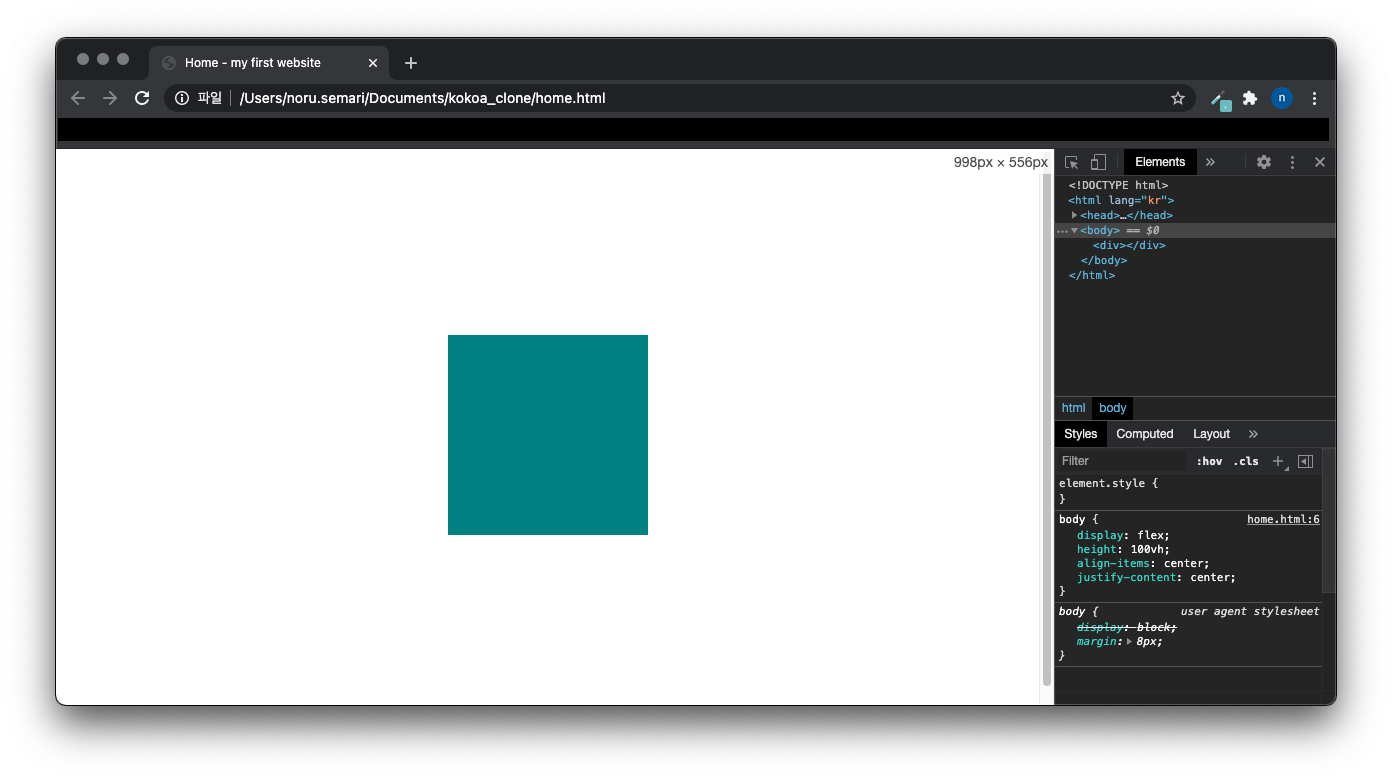 Home - my first website
파일 /Users/noru.semari/Documents/kokoa_clone/home.html
n
998px × 556px
Elements
<!DOCTYPE html>
<html lang="kr">
<head>…</head>
<body> == $0
<div></div>
</body>
</html>
html body
Styles Computed Layout
Filter :hov .cls
element.style {
}
body { home.html:6
display: flex;
height: 100vh;
align-items: center;
justify-content: center;
}
body { user agent stylesheet
display: block;
margin: 8px;
}